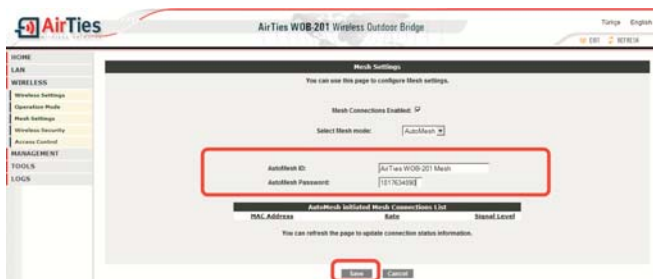 AirTies
AirTies WOB-201 Wireless Outdoor Bridge
Türkçe English
EXIT REFRESH
HOME
LAN
WIRELESS
Wireless Settings
Operation Mode
Mesh Settings
Wireless Security
Access Control
MANAGEMENT
TOOLS
LOGS
Mesh Settings
You can use this page to configure Mesh settings.
Mesh Connections Enabled:
Select Mesh mode: AutoMesh
AutoMesh ID: AirTies WOB-201 Mesh
AutoMesh Password:
AutoMesh initiated Mesh Connections List
MAC Address Rate Signal Level
You can refresh the page to update connection status information.
Save Cancel